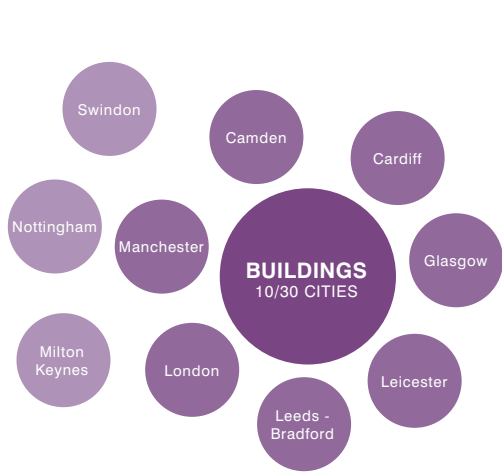 Swindon
Camden
Cardiff
Nottingham
Manchester
BUILDINGS
10/30 CITIES
Glasgow
Milton
Keynes
London
Leicester
Leeds -
Bradford